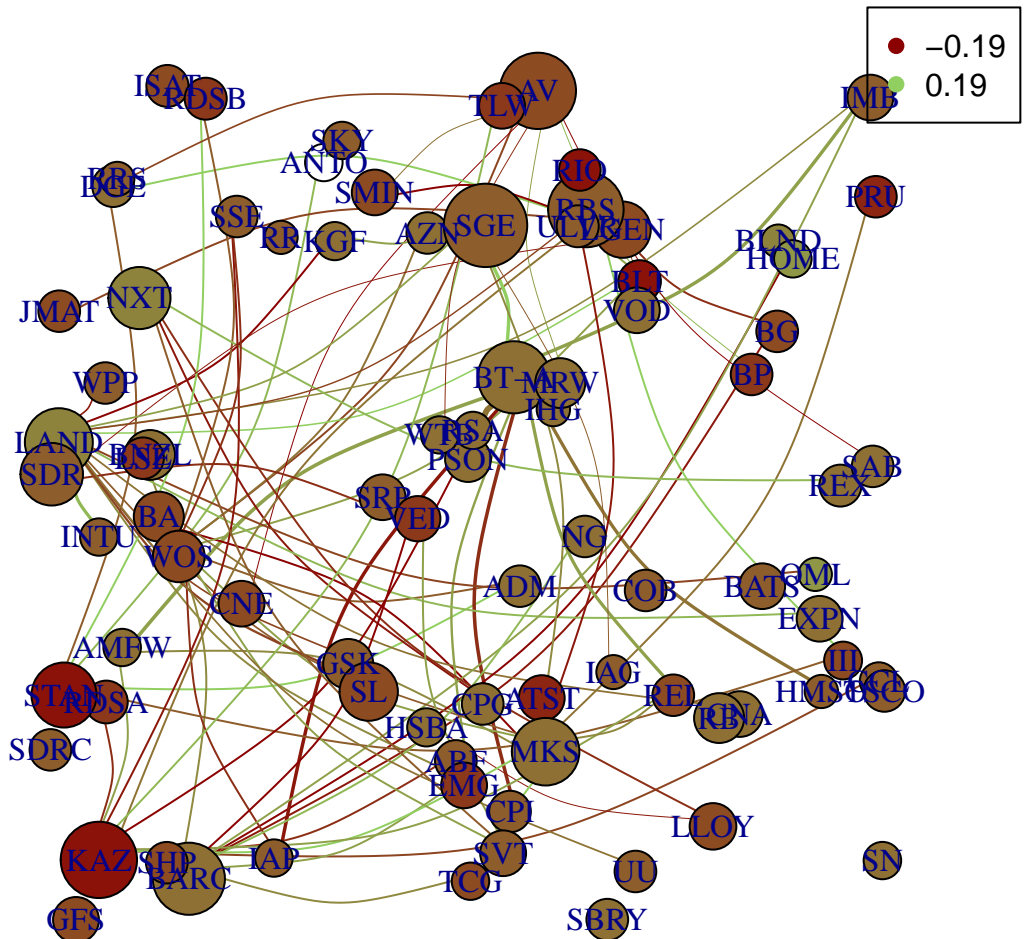 −0.19
0.19
ISAT
RDSB
TLW
AV
IMB
SKY
ANTO
SMIN
RIO
PRU
SSE
RR
KGF
AZN
SGE
RBS
BLND
HOME
BLT
VOD
NXT
JMAT
BG
BP
WPP
BT−A
MRW
IHG
LAND
SDR
WTB
RSA
PSON
SAB
REX
SRP
VED
BA
INTU
WOS
NG
ADM
COB
BATS
OML
EXPN
CNE
AMFW
GSK
SL
IAG
III
STAN
RDSA
CPG
ATST
REL
HMSO
TSCO
RB
CNA
HSBA
SDRC
MKS
ABF
EMG
CPI
LLOY
KAZ
SHP
BARC
IAP
SVT
TCG
UU
SN
GFS
SBRY